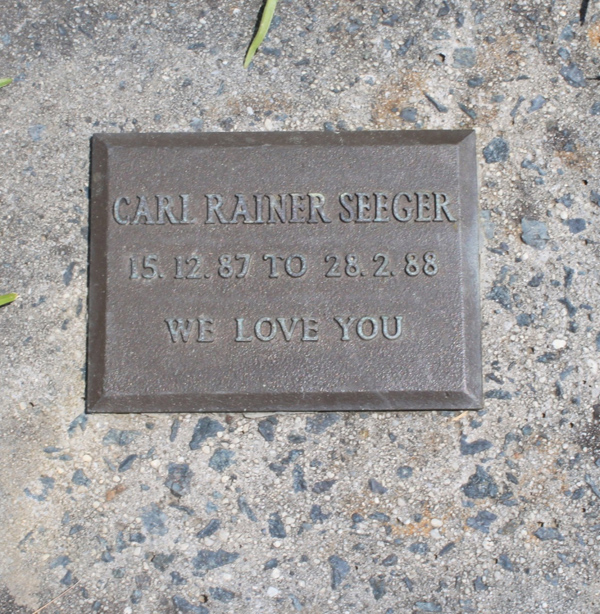 CARL RAINER SEEGER
15. 12. 87 TO 28. 2. 88
WE LOVE YOU